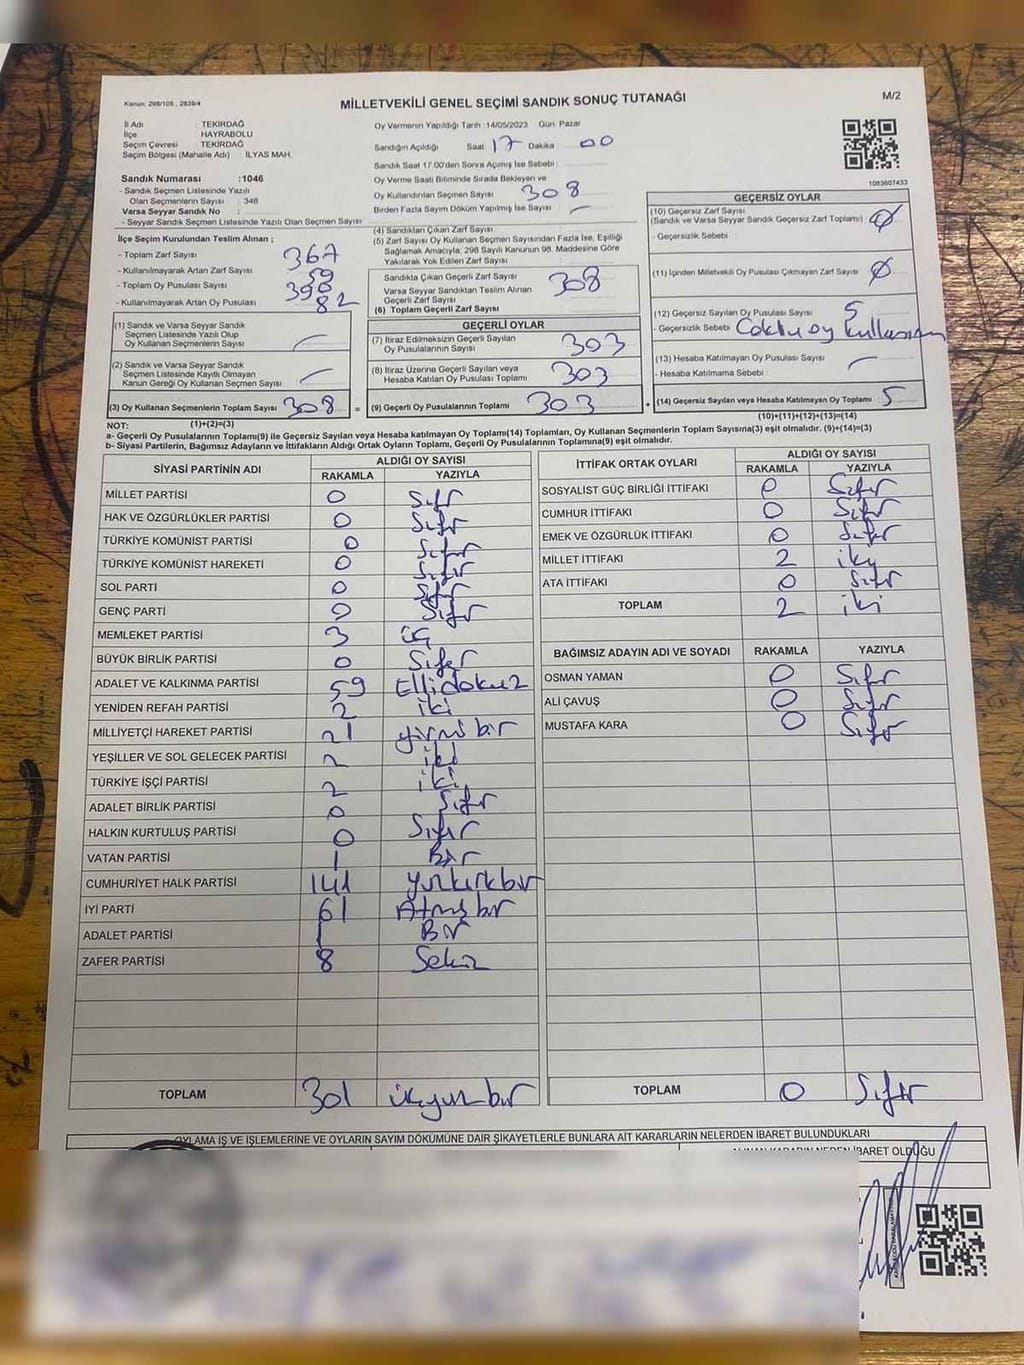 Kanun: 298/105 , 2839/4
MİLLETVEKİLİ GENEL SEÇİMİ SANDIK SONUÇ TUTANAĞI
M/2
İl Adı : TEKİRDAĞ
İlçe : HAYRABOLU
Seçim Çevresi : TEKİRDAĞ
Seçim Bölgesi (Mahalle Adı) : İLYAS MAH.
Oy Vermenin Yapıldığı Tarih : 14/05/2023 Gün: Pazar
Sandığın Açıldığı Saat : 17 Dakika : 00
Sandık Saat 17.00'den Sonra Açımış İse Sebebi :
Sandık Numarası :1046
- Sandık Seçmen Listesinde Yazılı
Olan Seçmenlerin Sayısı : 348
Varsa Seyyar Sandık No :
- Seyyar Sandık Seçmen Listesinde Yazılı Olan Seçmen Sayısı :
Oy Verme Saati Bitiminde Sırada Bekleyen ve
Oy Kullandırılan Seçmen Sayısı : 308
Birden Fazla Sayım Döküm Yapılmış İse Sayısı : –
1083607433
İlçe Seçim Kurulundan Teslim Alınan ;
- Toplam Zarf Sayısı : 367
- Kullanılmayarak Artan Zarf Sayısı : 59
- Toplam Oy Pusulası Sayısı : 390
- Kullanılmayarak Artan Oy Pusulası : 82
(4) Sandıktan Çıkan Zarf Sayısı :
(5) Zarf Sayısı Oy Kullanan Seçmen Sayısından Fazla İse, Eşitliği
Sağlamak Amacıyla, 298 Sayılı Kanunun 98. Maddesine Göre
Yakılarak Yok Edilen Zarf Sayısı :
Sandıkta Çıkan Geçerli Zarf Sayısı
Varsa Seyyar Sandıktan Teslim Alınan
Geçerli Zarf Sayısı
(6) Toplam Geçerli Zarf Sayısı
308
GEÇERSİZ OYLAR
(10) Geçersiz Zarf Sayısı
(Sandık ve Varsa Seyyar Sandık Geçersiz Zarf Toplamı) : 0
- Geçersizlik Sebebi :
(11) İçinden Milletvekili Oy Pusulası Çıkmayan Zarf Sayısı : 0
(12) Geçersiz Sayılan Oy Pusulası Sayısı : 5
- Geçersizlik Sebebi : Çoklu oy kullanım
(13) Hesaba Katılmayan Oy Pusulası Sayısı : –
- Hesaba Katılmama Sebebi :
(14) Geçersiz Sayılan veya Hesaba Katılmayan Oy Toplamı : 5
(1) Sandık ve Varsa Seyyar Sandık
Seçmen Listesinde Yazılı Olup
Oy Kullanan Seçmenlerin Sayısı : –
(2) Sandık ve Varsa Seyyar Sandık
Seçmen Listesinde Kayıtlı Olmayan
Kanun Gereği Oy Kullanan Seçmen Sayısı : –
(3) Oy Kullanan Seçmenlerin Toplam Sayısı : 308
GEÇERLİ OYLAR
(7) İtiraz Edilmeksizin Geçerli Sayılan
Oy Pusulalarının Sayısı : 303
(8) İtiraz Üzerine Geçerli Sayılan veya
Hesaba Katılan Oy Pusulası Toplamı : 303
= (9) Geçerli Oy Pusulalarının Toplamı : 303 +
NOT: (1)+(2)=(3)
(10)+(11)+(12)+(13)=(14)
a- Geçerli Oy Pusulalarının Toplamı(9) ile Geçersiz Sayılan veya Hesaba katılmayan Oy Toplamı(14) Toplamları, Oy Kullanan Seçmenlerin Toplam Sayısına(3) eşit olmalıdır. (9)+(14)=(3)
b- Siyasi Partilerin, Bağımsız Adayların ve İttifakların Aldığı Ortak Oyların Toplamı, Geçerli Oy Pusulalarının Toplamına(9) eşit olmalıdır.
SİYASİ PARTİNİN ADI ALDIĞI OY SAYISI
RAKAMLA YAZIYLA
MİLLET PARTİSİ 0 Sıfır
HAK VE ÖZGÜRLÜKLER PARTİSİ 0 Sıfır
TÜRKİYE KOMÜNİST PARTİSİ 0 Sıfır
TÜRKİYE KOMÜNİST HAREKETİ 0 Sıfır
SOL PARTİ 0 Sıfır
GENÇ PARTİ 0 Sıfır
MEMLEKET PARTİSİ 3 üç
BÜYÜK BİRLİK PARTİSİ 0 Sıfır
ADALET VE KALKINMA PARTİSİ 59 Ellidokuz
YENİDEN REFAH PARTİSİ 2 iki
MİLLİYETÇİ HAREKET PARTİSİ 21 yirmi bir
YEŞİLLER VE SOL GELECEK PARTİSİ 2 iki
TÜRKİYE İŞÇİ PARTİSİ 2 iki
ADALET BİRLİK PARTİSİ 0 Sıfır
HALKIN KURTULUŞ PARTİSİ 0 Sıfır
VATAN PARTİSİ 1 Bir
CUMHURİYET HALK PARTİSİ 141 yüzkırkbir
İYİ PARTİ 61 Atmışbir
ADALET PARTİSİ 1 Bir
ZAFER PARTİSİ 8 Sekiz
TOPLAM 301 üçyüzbir
İTTİFAK ORTAK OYLARI ALDIĞI OY SAYISI
RAKAMLA YAZIYLA
SOSYALİST GÜÇ BİRLİĞİ İTTİFAKI 0 Sıfır
CUMHUR İTTİFAKI 0 Sıfır
EMEK VE ÖZGÜRLÜK İTTİFAKI 0 Sıfır
MİLLET İTTİFAKI 2 iki
ATA İTTİFAKI 0 Sıfır
TOPLAM 2 iki
BAĞIMSIZ ADAYIN ADI VE SOYADI RAKAMLA YAZIYLA
OSMAN YAMAN 0 Sıfır
ALİ ÇAVUŞ 0 Sıfır
MUSTAFA KARA 0 Sıfır
TOPLAM 0 Sıfır
OYLAMA İŞ VE İŞLEMLERİNE VE OYLARIN SAYIM DÖKÜMÜNE DAİR ŞİKAYETLERLE BUNLARA AİT KARARLARIN NELERDEN İBARET BULUNDUKLARI
İBARET OLDUĞU